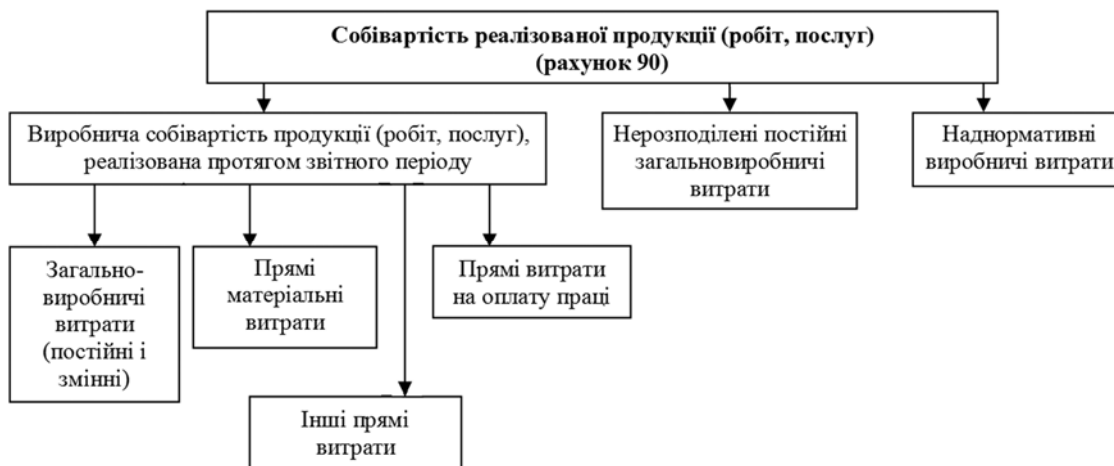 Собівартість реалізованої продукції (робіт, послуг)
(рахунок 90)
Виробнича собівартість продукції (робіт, послуг),
реалізована протягом звітного періоду
Нерозподілені постійні
загальновиробничі
витрати
Наднормативні
виробничі витрати
Загально-
виробничі
витрати
(постійні і
змінні)
Прямі
матеріальні
витрати
Прямі витрати
на оплату праці
Інші прямі
витрати